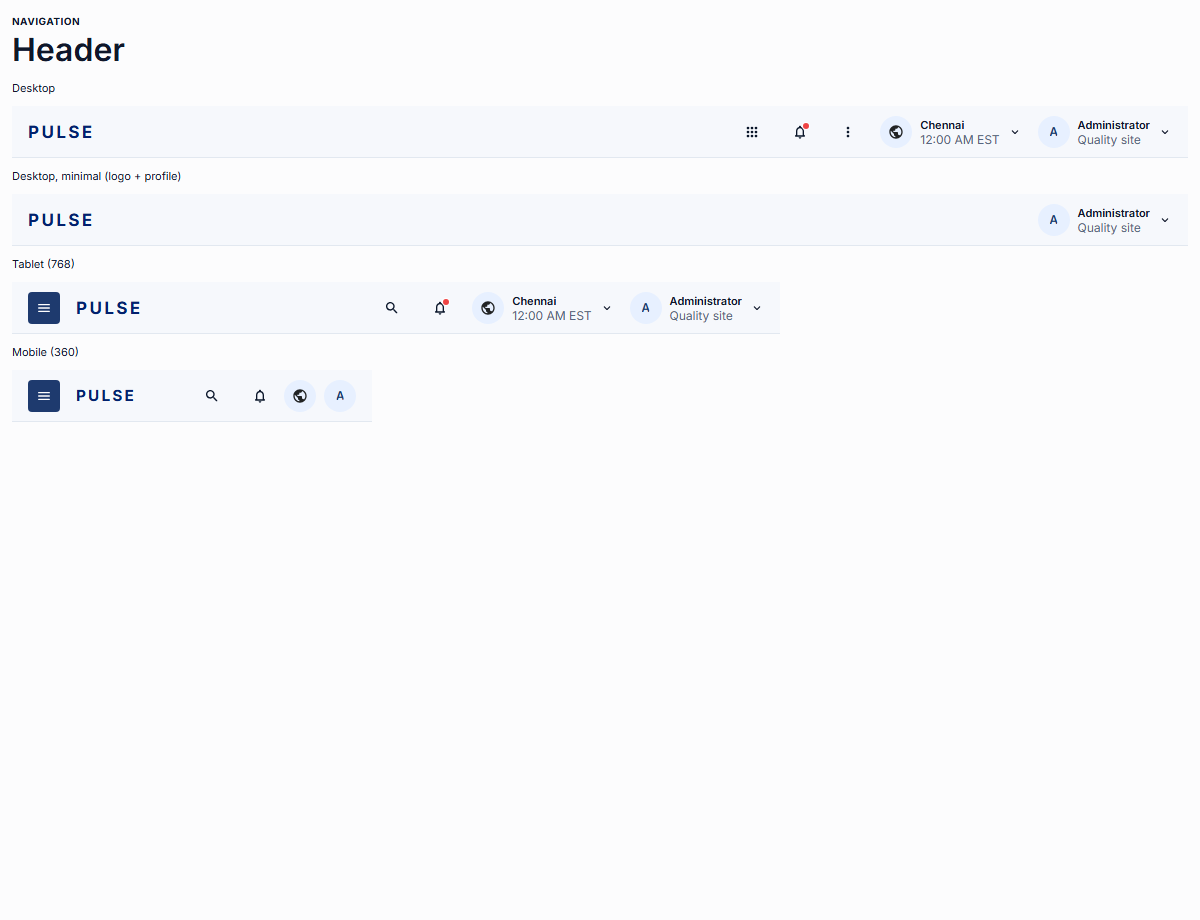 NAVIGATION
Header
Desktop
PULSE
Chennai
12:00 AM EST
A
Administrator
Quality site
Desktop, minimal (logo + profile)
PULSE
A
Administrator
Quality site
Tablet (768)
PULSE
Chennai
12:00 AM EST
A
Administrator
Quality site
Mobile (360)
PULSE
A